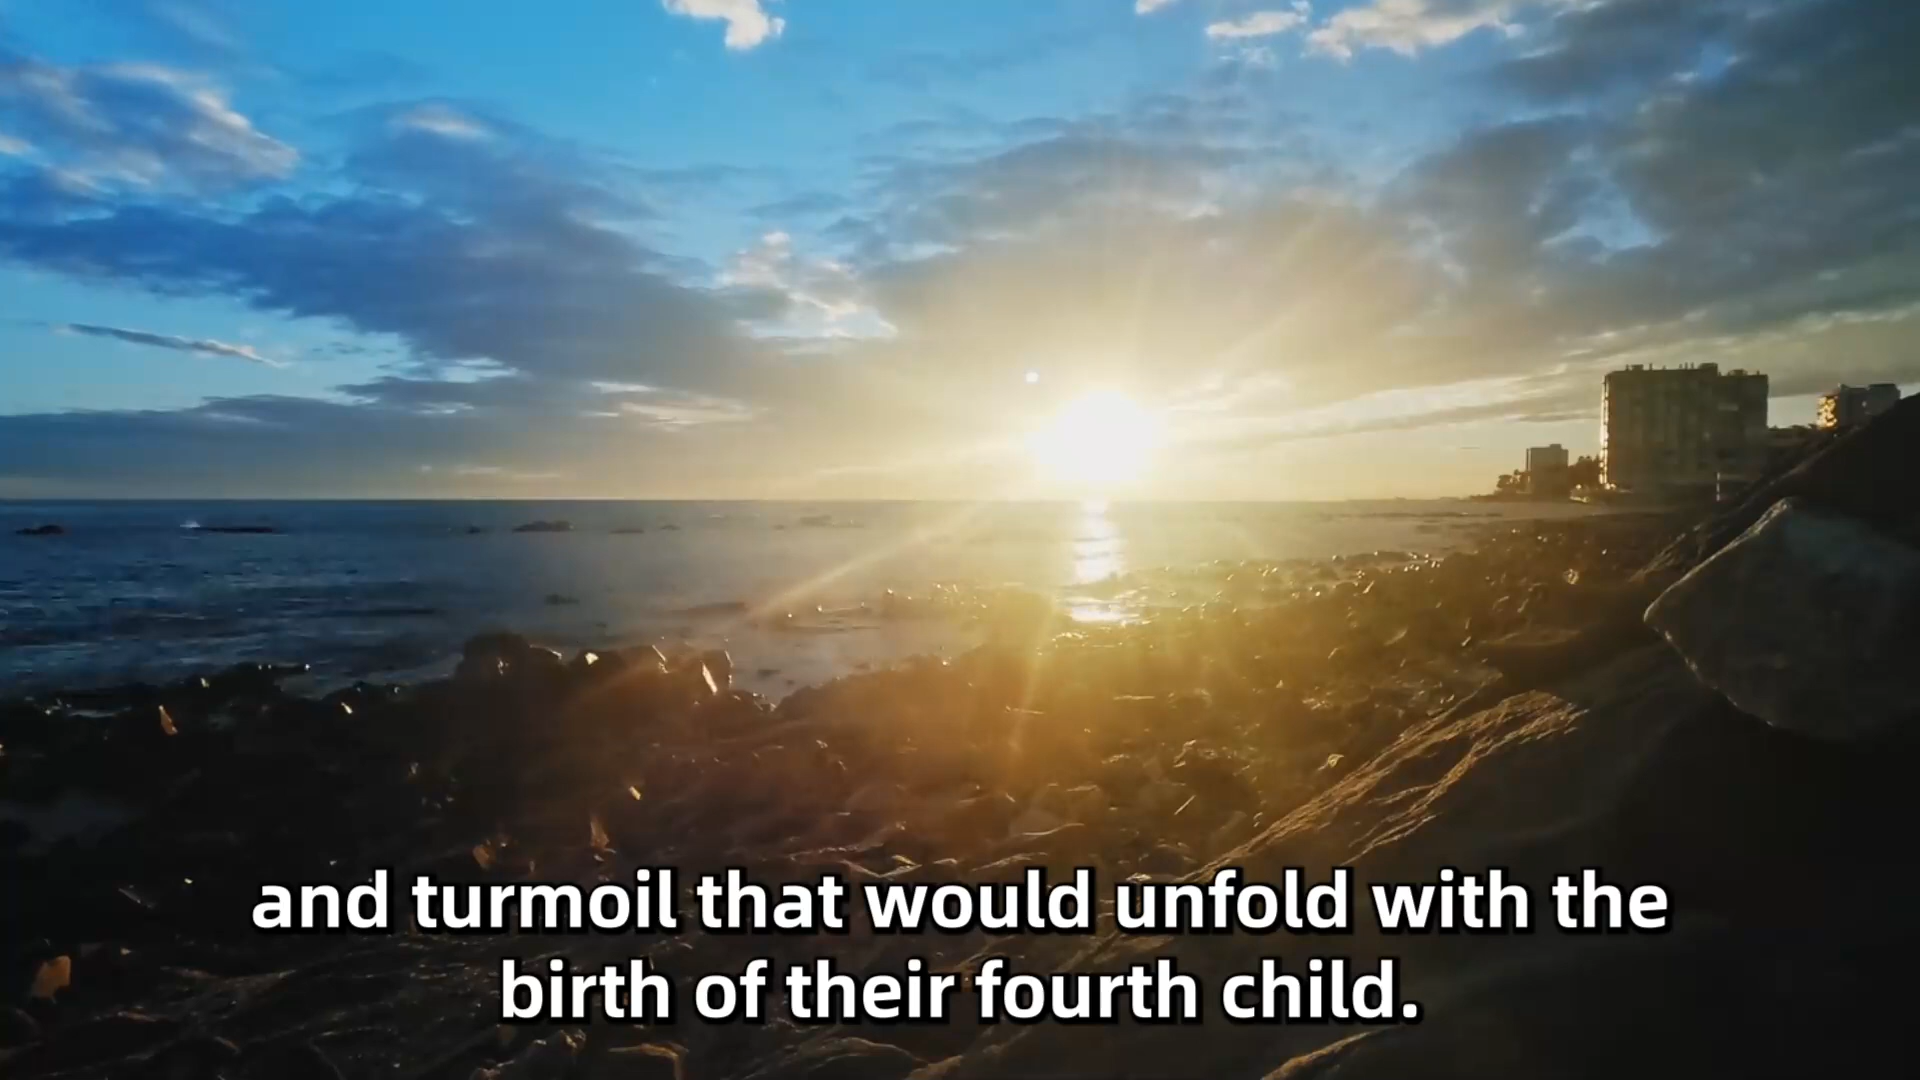 and turmoil that would unfold with the
birth of their fourth child.